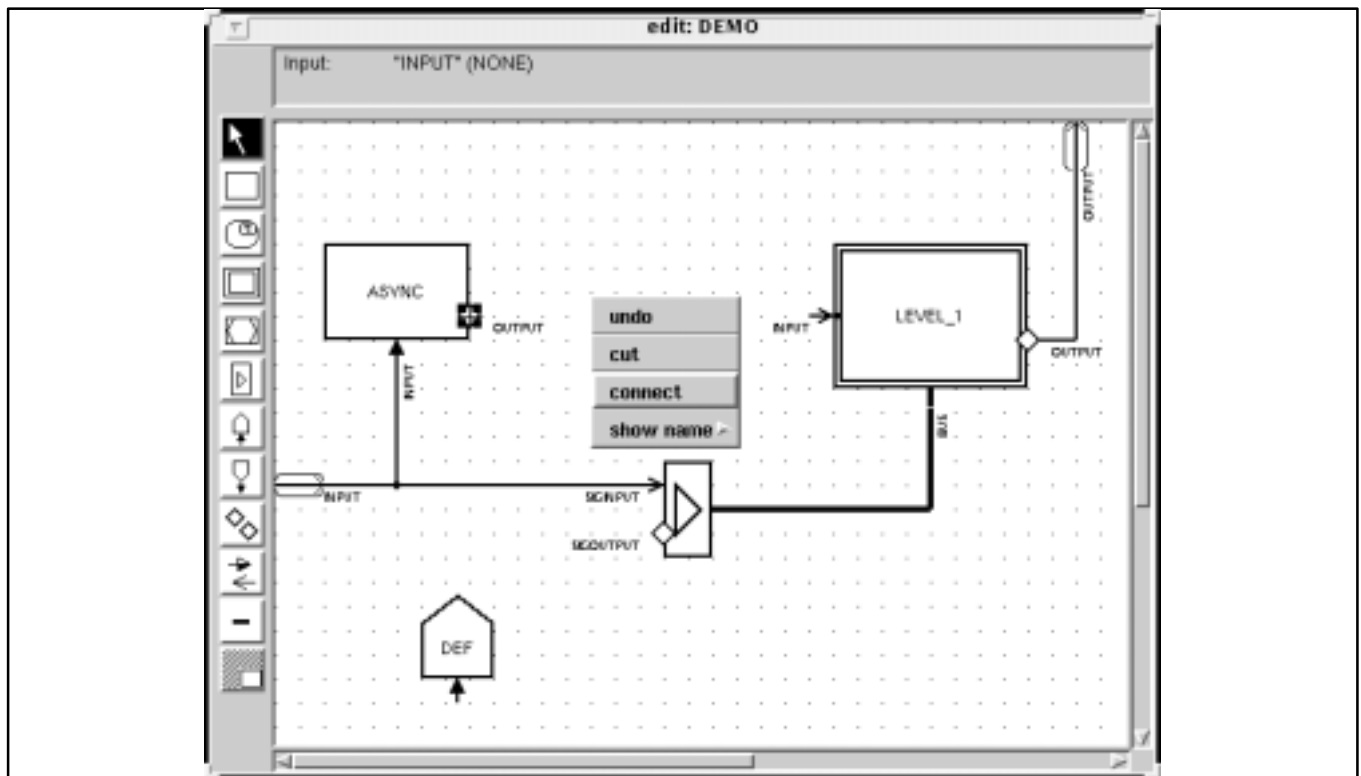 edit: DEMO
Input: "INPUT" (NONE)
OUTPUT
ASYNC
OUTPUT
undo
cut
connect
show name
INPUT
LEVEL_1
OUTPUT
INPUT
BUS
INPUT
SIGINPUT
SIGOUTPUT
DEF